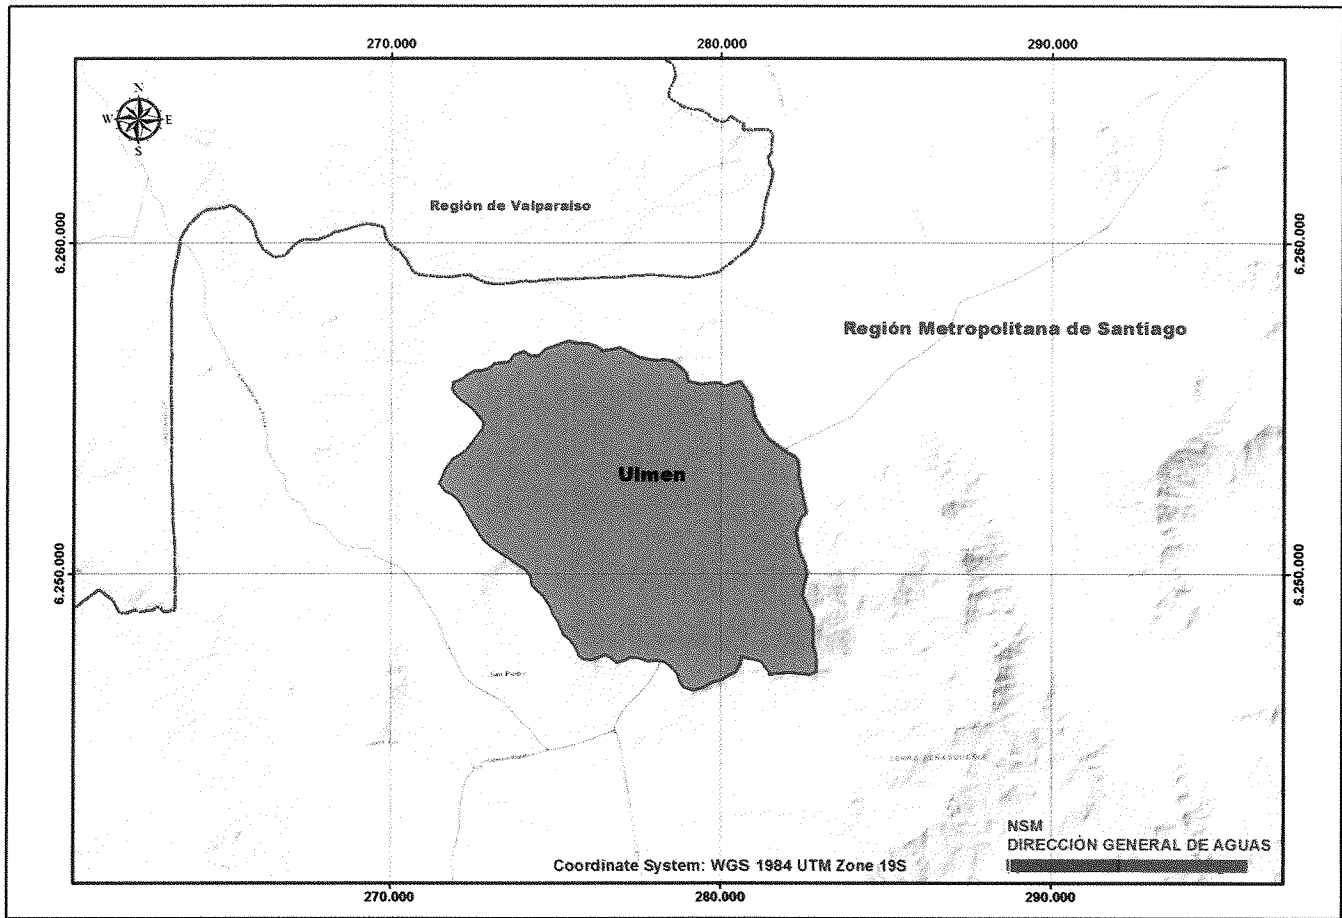 270.000 280.000 290.000
N
W E
S
Región de Valparaíso
6.260.000 6.260.000
Región Metropolitana de Santiago
Ulmen
6.250.000 6.250.000
San Pedro
NSM
DIRECCIÓN GENERAL DE AGUAS
Coordinate System: WGS 1984 UTM Zone 19S
270.000 280.000 290.000